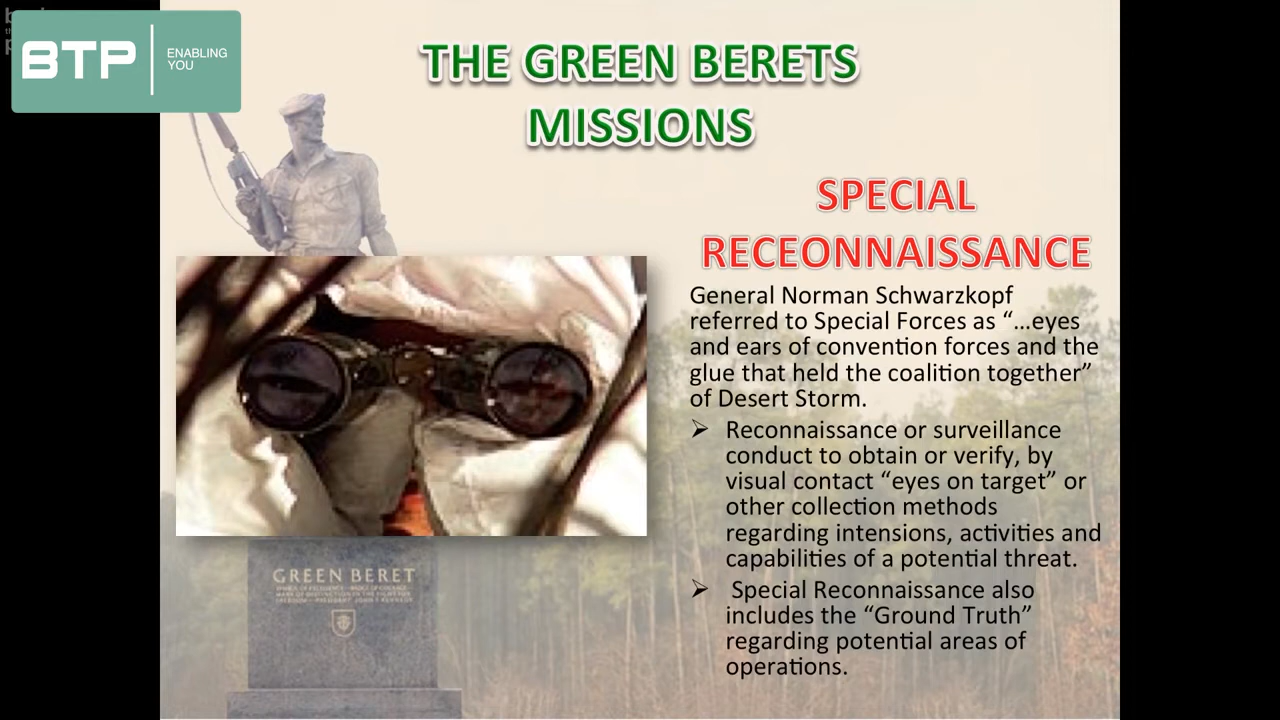 BTP
ENABLING
YOU
THE GREEN BERETS
MISSIONS
SPECIAL
RECEONNAISSANCE
General Norman Schwarzkopf
referred to Special Forces as “…eyes
and ears of convention forces and the
glue that held the coalition together”
of Desert Storm.
➢ Reconnaissance or surveillance
conduct to obtain or verify, by
visual contact “eyes on target” or
other collection methods
regarding intensions, activities and
capabilities of a potential threat.
➢ Special Reconnaissance also
includes the “Ground Truth”
regarding potential areas of
operations.
GREEN BERET